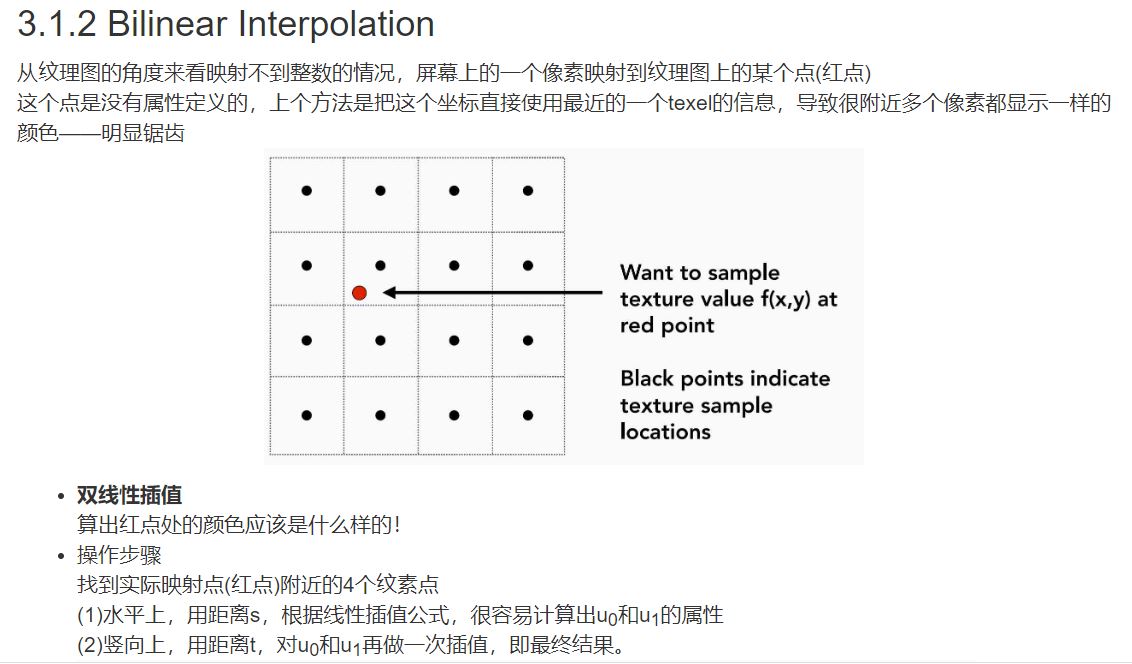 3.1.2 Bilinear Interpolation
从纹理图的角度来看映射不到整数的情况，屏幕上的一个像素映射到纹理图上的某个点(红点)
这个点是没有属性定义的，上个方法是把这个坐标直接使用最近的一个texel的信息，导致很附近多个像素都显示一样的
颜色——明显锯齿
Want to sample
texture value f(x,y) at
red point
Black points indicate
texture sample
locations
• 双线性插值
算出红点处的颜色应该是什么样的！
• 操作步骤
找到实际映射点(红点)附近的4个纹素点
(1)水平上，用距离s，根据线性插值公式，很容易计算出u0和u1的属性
(2)竖向上，用距离t，对u0和u1再做一次插值，即最终结果。